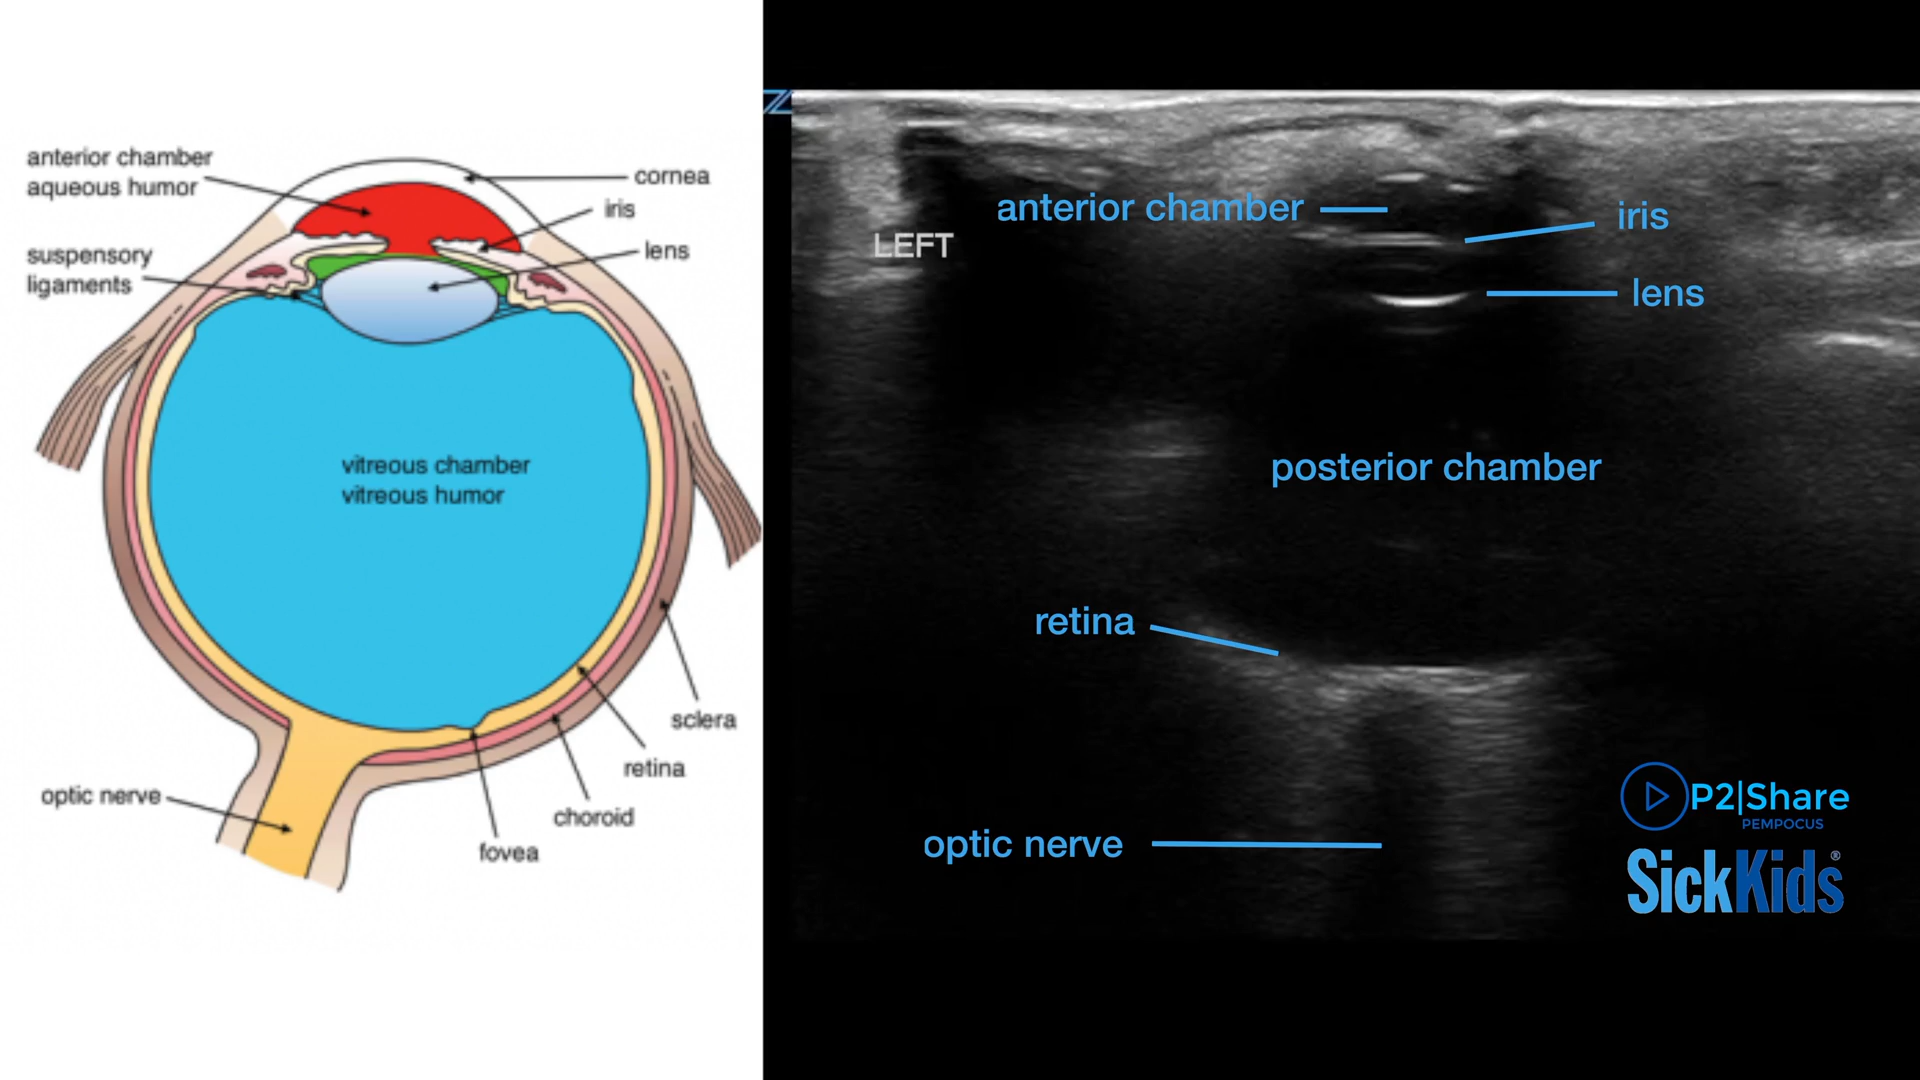 anterior chamber
aqueous humor
suspensory
ligaments
cornea
iris
lens
vitreous chamber
vitreous humor
sclera
retina
choroid
fovea
optic nerve
LEFT
anterior chamber
iris
lens
posterior chamber
retina
optic nerve
P2|Share
PEMPOCUS
SickKids®